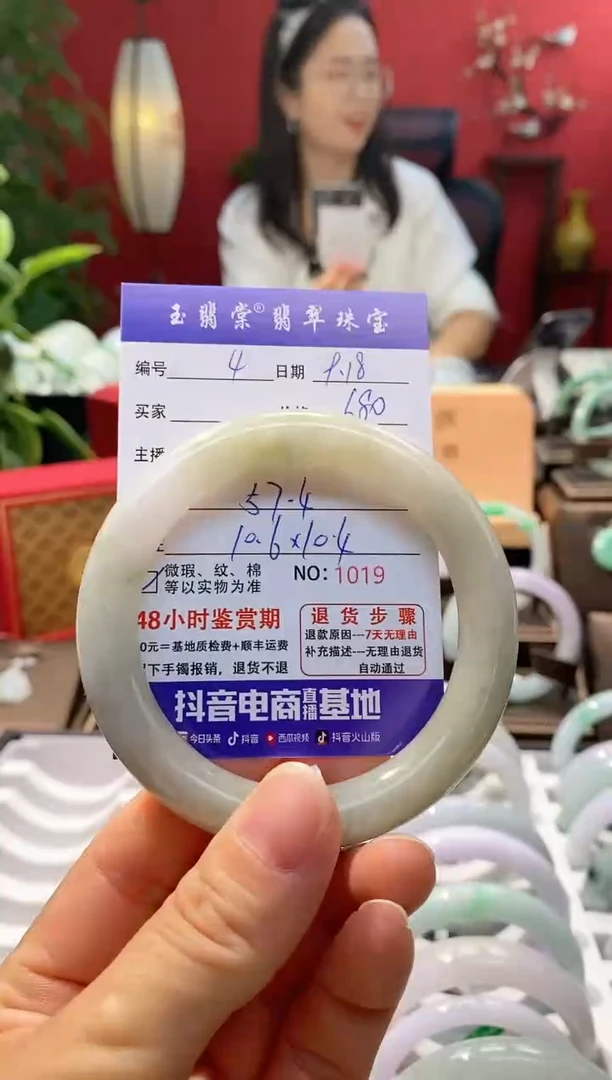 玉翡棠® 翡翠珠宝
编号 4 日期 9.18
买家 680
主播
57.4
10.6×10.4
微瑕、纹、棉
等以实物为准
NO: 1019
48小时鉴赏期
0元=基地质检费+顺丰运费
下手镯报销，退货不退
退货步骤
退款原因---7天无理由
补充描述---无理由退货
自动通过
抖音电商直播基地
今日头条 抖音 西瓜视频 抖音火山版